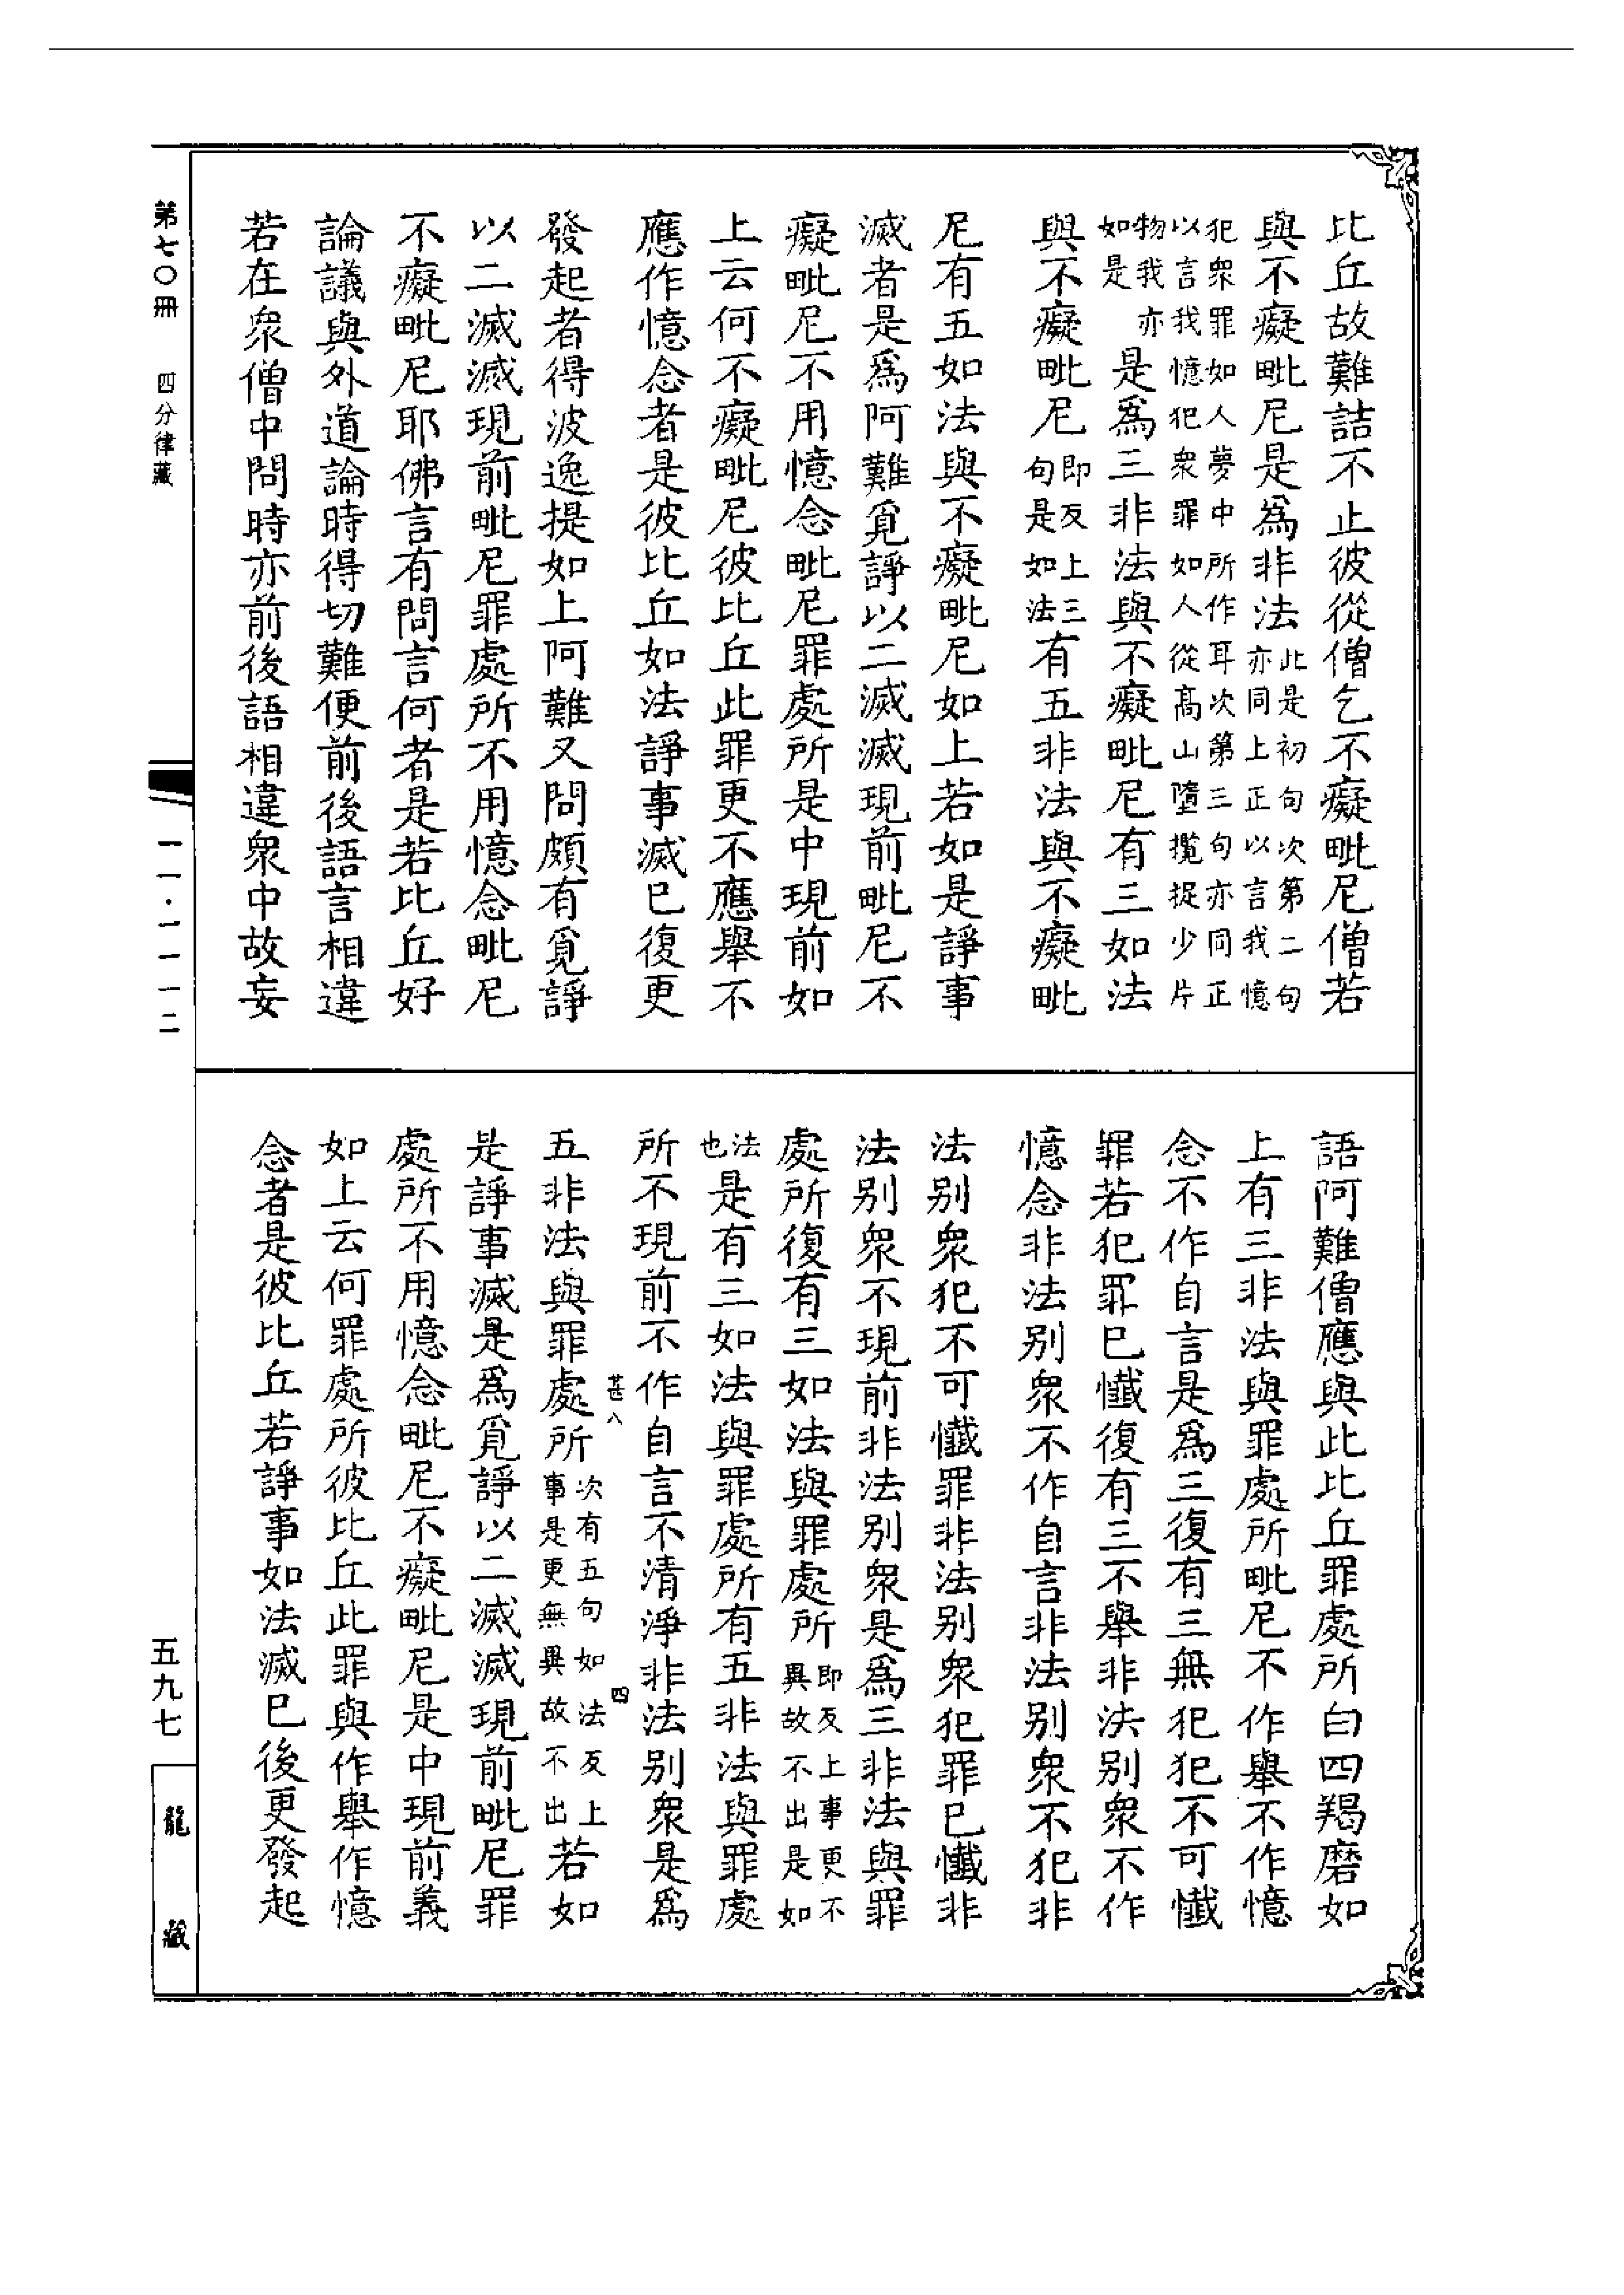 比丘故難詰不止彼從僧乞不癡毗尼僧若
與不癡毗尼是爲非法此是初句次第二句亦同上正以言我憶
犯衆罪如人夢中所作耳次第三句亦同正以言我憶犯衆罪如人從高山墮攬捉少片
物我亦如是是爲三非法與不癡毗尼有三如法
與不癡毗尼即反上三句是如法有五非法與不癡毗
尼有五如法與不癡毗尼如上若如是諍事
滅者是爲阿難覓諍以二滅滅現前毗尼不
癡毗尼不用憶念毗尼罪處所是中現前如
上云何不癡毗尼彼比丘此罪更不應舉不
應作憶念者是彼比丘如法諍事滅已復更
發起者得波逸提如上阿難又問頗有覓諍
以二滅滅現前毗尼罪處所不用憶念毗尼
不癡毗尼耶佛言有問言何者是若比丘好
論議與外道論時得切難便前後語言相違
若在衆僧中問時亦前後語相違衆中故妄
語阿難僧應與此比丘罪處所白四羯磨如
上有三非法與罪處所毗尼不作舉不作憶
念不作自言是爲三復有三無犯犯不可懺
罪若犯罪已懺復有三不舉非法別衆不作
憶念非法別衆不作自言非法別衆不犯非
法別衆犯不可懺罪非法別衆犯罪已懺非
法別衆不現前非法別衆是爲三非法與罪
處所復有三如法與罪處所即反上事更不異故不出是如
法也是有三如法與罪處所有五非法與罪處
所不現前不作自言不清淨非法別衆是爲
甚八
四
五非法與罪處所次有五句如法反上事是更無異故不出若如
是諍事滅是爲覓諍以二滅滅現前毗尼罪
處所不用憶念毗尼不癡毗尼是中現前義
如上云何罪處所彼比丘此罪與作舉作憶
念者是彼比丘若諍事如法滅已後更發起
第七〇冊
四分律藏
一一·一一一二
五九七
龍藏